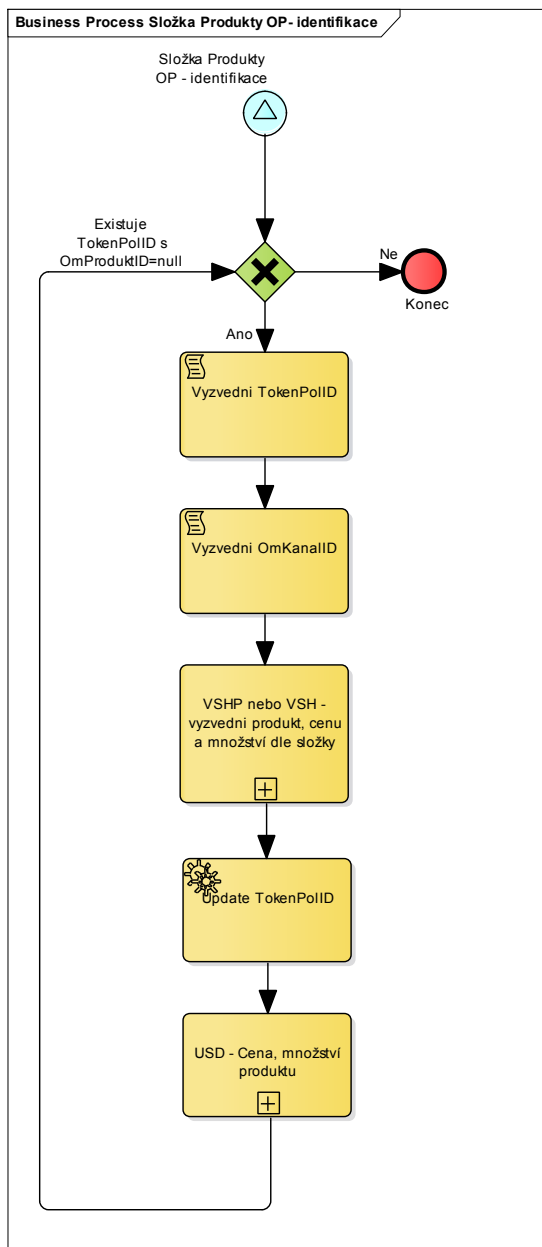 Business Process Složka Produkty OP- identifikace
Složka Produkty
OP - identifikace
Existuje
TokenPolID s
OmProduktID=null
Ne
Konec
Ano
Vyzvedni TokenPolID
Vyzvedni OmKanalID
VSHP nebo VSH -
vyzvedni produkt, cenu
a množství dle složky
Update TokenPolID
USD - Cena, množství
produktu